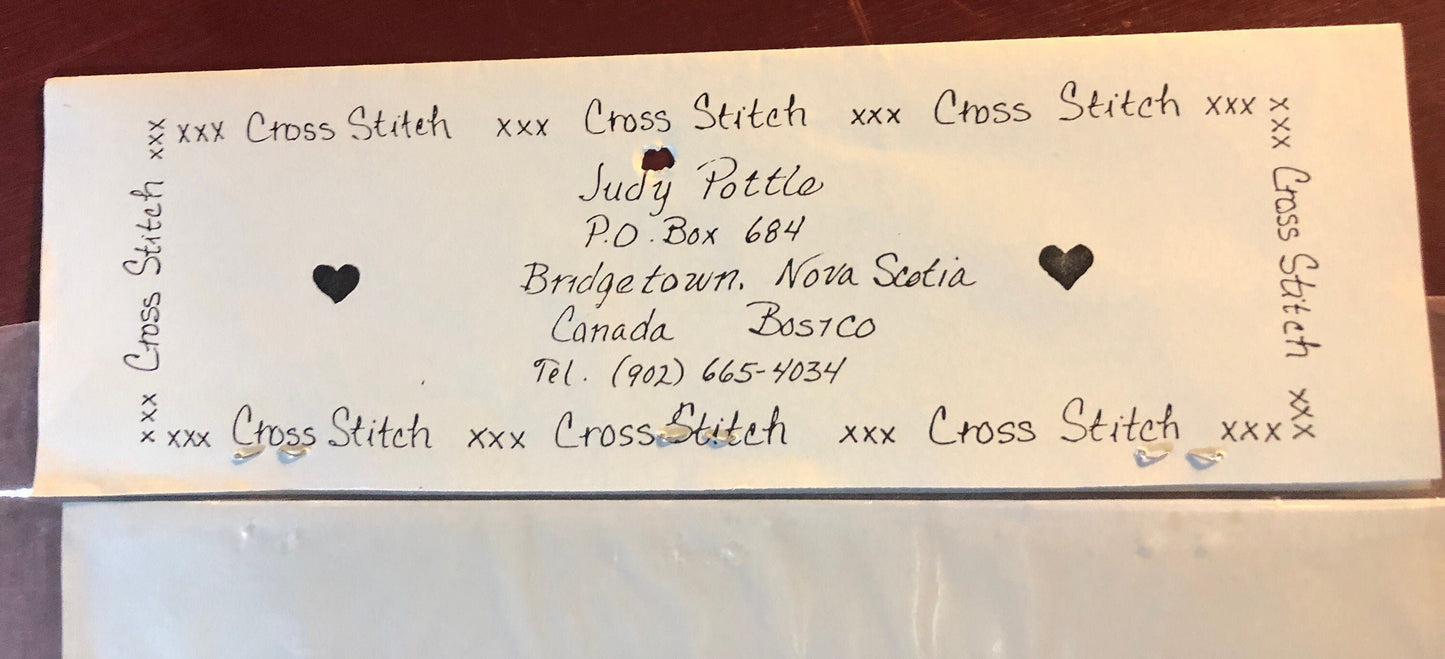 xxx Cross Stitch xxx Cross Stitch xxx Cross Stitch xxx
xxx Cross Stitch xxx
Judy Pottle
P.O. Box 684
Bridgetown, Nova Scotia
Canada BOS1CO
Tel. (902) 665-4034
xxx Cross Stitch xxx
xxx Cross Stitch xxx Cross Stitch xxx Cross Stitch xxx